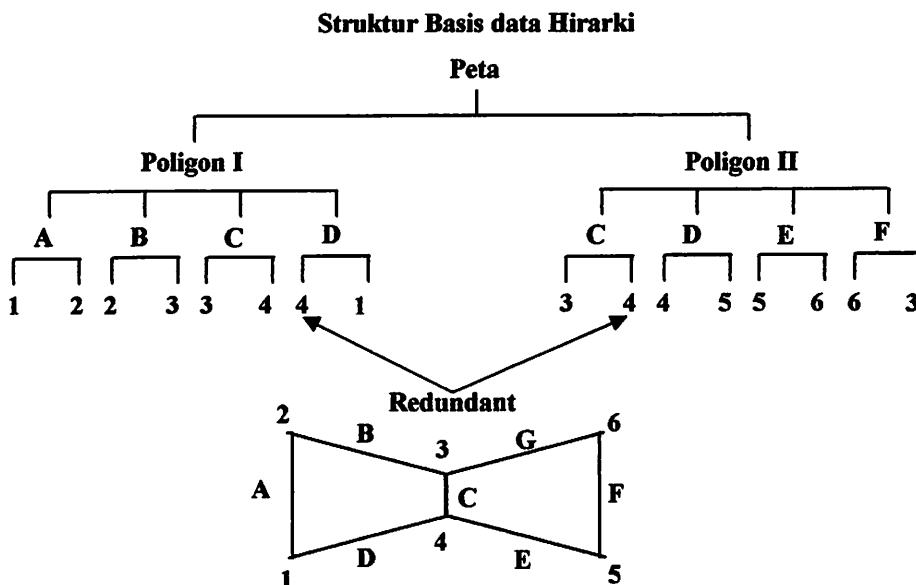 Struktur Basis data Hirarki
Peta
Poligon I Poligon II
A B C D C D E F
1 2 2 3 3 4 4 1 3 4 4 5 5 6 6 3
Redundant
2 B 3 G 6
A C F
1 D 4 E 5